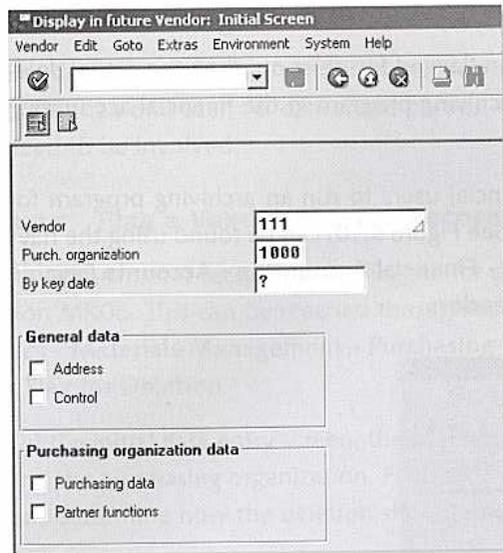 Display in future Vendor: Initial Screen
Vendor Edit Goto Extras Environment System Help
Vendor 111
Purch. organization 1000
By key date ?
General data
Address
Control
Purchasing organization data
Purchasing data
Partner functions